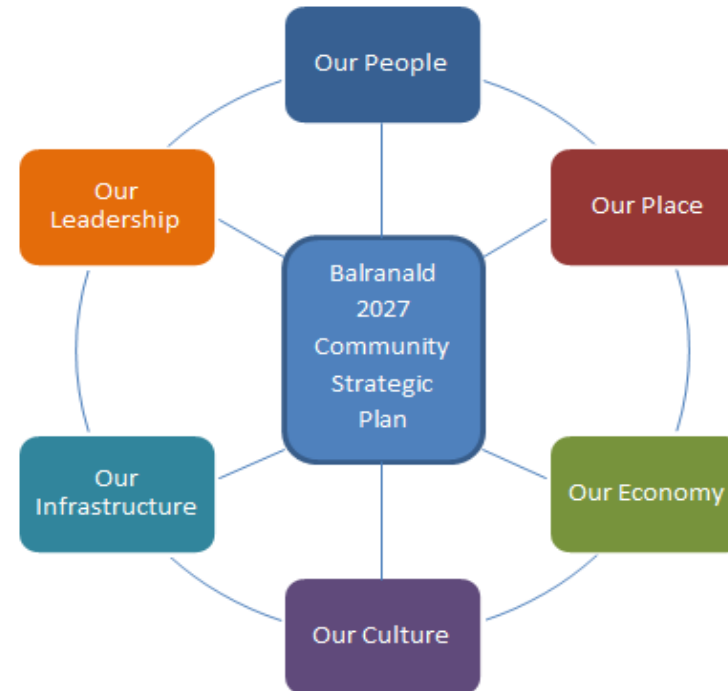 Our People
Our
Leadership
Our Place
Balranald
2027
Community
Strategic
Plan
Our
Infrastructure
Our Economy
Our Culture